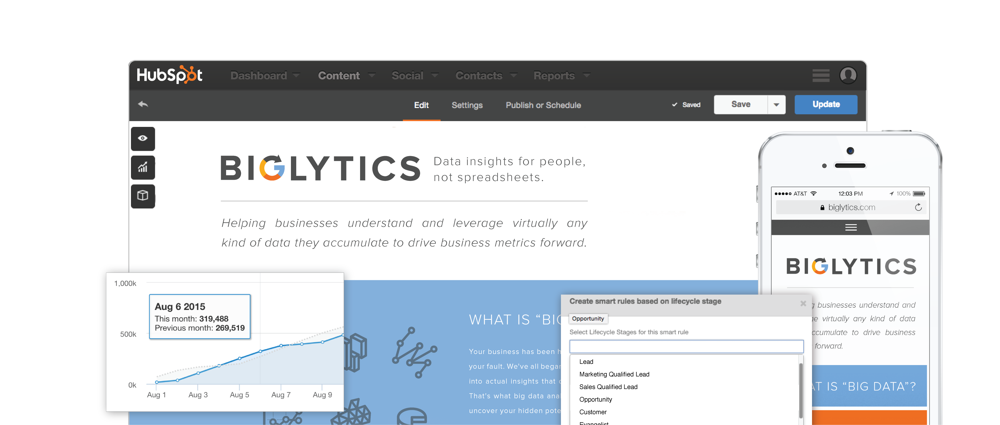 HubSpot
Dashboard
Content
Social
Contacts
Reports
Edit
Settings
Publish or Schedule
Saved
Save
Update
BIGLYTICS
Data insights for people,
not spreadsheets.
Helping businesses understand and leverage virtually any
kind of data they accumulate to drive business metrics forward.
1,000k
500k
0k
Aug 6 2015
This month: 319,488
Previous month: 269,519
Aug 1
Aug 3
Aug 5
Aug 7
Aug 9
WHAT IS “BIG
Your business has been h
your fault. We've all began
into actual insights that
That's what big data anal
uncover your hidden pote
Create smart rules based on lifecycle stage
Opportunity
Select Lifecycle Stages for this smart rule
Lead
Marketing Qualified Lead
Sales Qualified Lead
Opportunity
Customer
Evangelist
AT&T
12:03 PM
100%
biglytics.com
BIGLYTICS
businesses understand and
virtually any kind of data
ccumulate to drive business
forward.
AT IS “BIG DATA”?